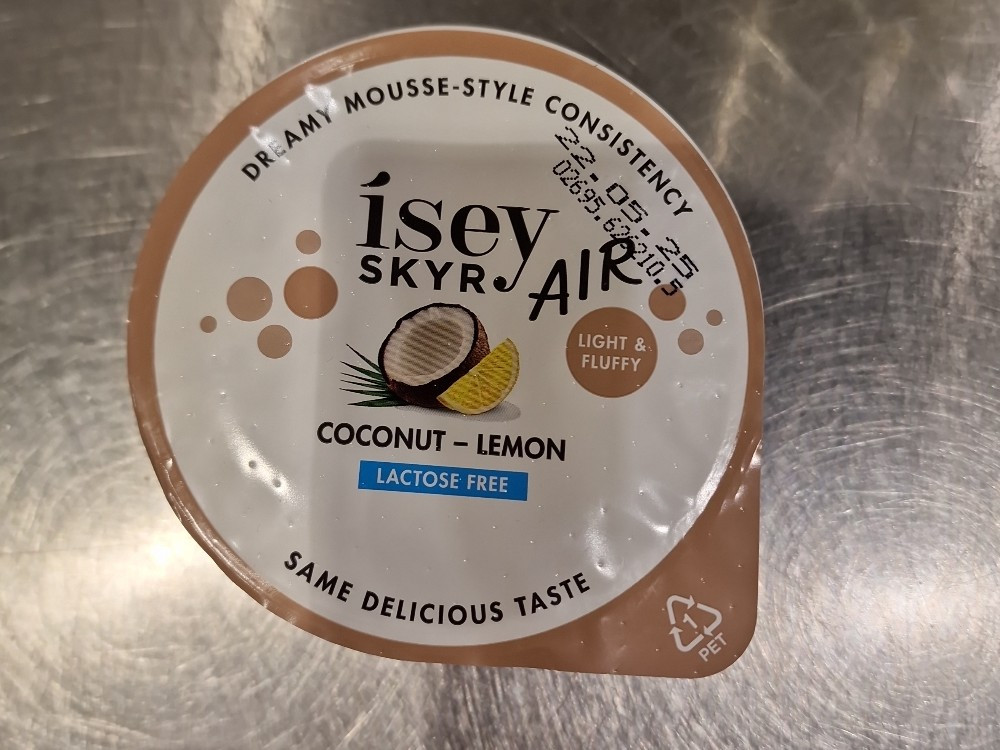 DREAMY MOUSSE-STYLE CONSISTENCY
22.05.25
ísey
SKYR AIR
LIGHT &
FLUFFY
COCONUT – LEMON
LACTOSE FREE
SAME DELICIOUS TASTE
1
PET